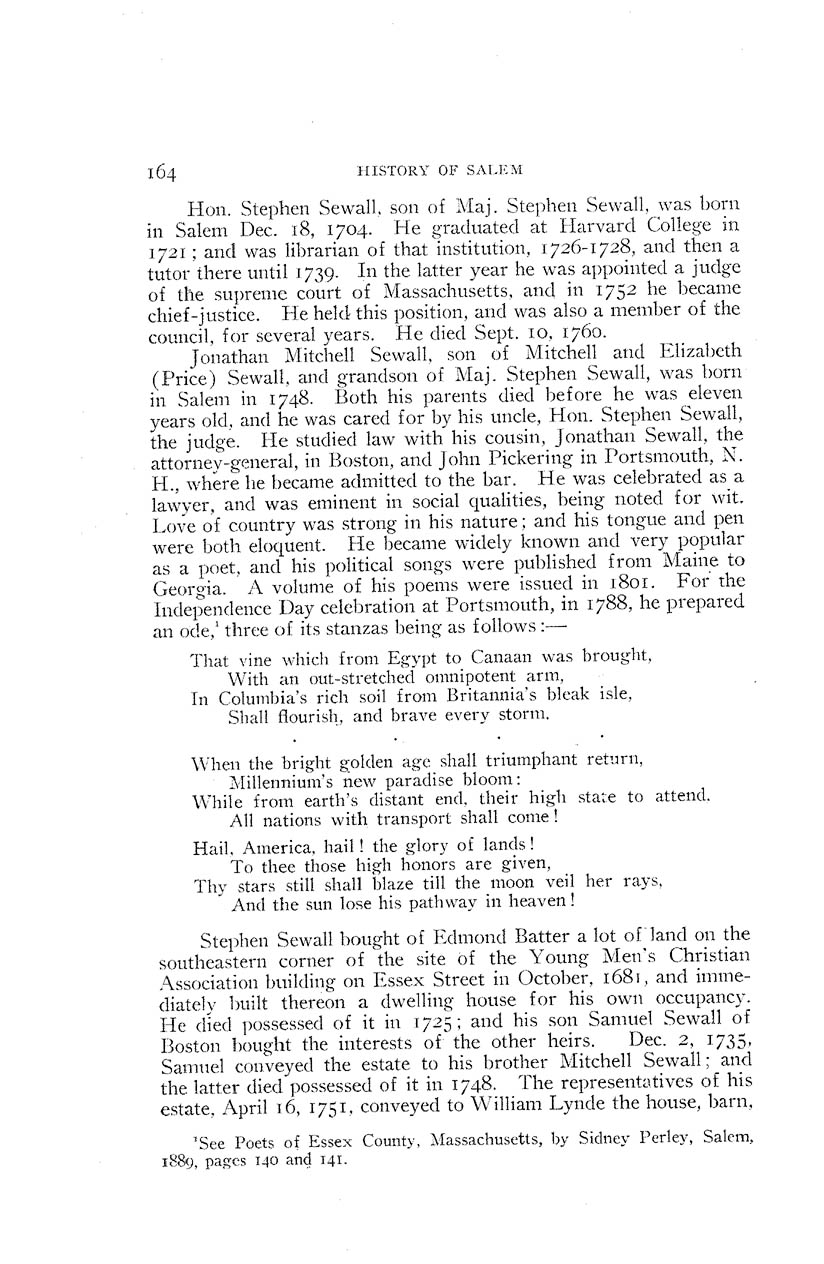 164 HISTORY OF SALEM
Hon. Stephen Sewall, son of Maj. Stephen Sewall, was born
in Salem Dec. 18, 1704. He graduated at Harvard College in
1721; and was librarian of that institution, 1726-1728, and then a
tutor there until 1739. In the latter year he was appointed a judge
of the supreme court of Massachusetts, and in 1752 he became
chief-justice. He held this position, and was also a member of the
council, for several years. He died Sept. 10, 1760.
Jonathan Mitchell Sewall, son of Mitchell and Elizabeth
(Price) Sewall, and grandson of Maj. Stephen Sewall, was born
in Salem in 1748. Both his parents died before he was eleven
years old, and he was cared for by his uncle, Hon. Stephen Sewall,
the judge. He studied law with his cousin, Jonathan Sewall, the
attorney-general, in Boston, and John Pickering in Portsmouth, N.
H., where he became admitted to the bar. He was celebrated as a
lawyer, and was eminent in social qualities, being noted for wit.
Love of country was strong in his nature; and his tongue and pen
were both eloquent. He became widely known and very popular
as a poet, and his political songs were published from Maine to
Georgia. A volume of his poems were issued in 1801. For the
Independence Day celebration at Portsmouth, in 1788, he prepared
an ode,¹ three of its stanzas being as follows:—
That vine which from Egypt to Canaan was brought,
With an out-stretched omnipotent arm,
In Columbia's rich soil from Britannia's bleak isle,
Shall flourish, and brave every storm.
. . . .
When the bright golden age shall triumphant return,
Millennium's new paradise bloom:
While from earth's distant end, their high state to attend,
All nations with transport shall come!
Hail, America, hail! the glory of lands!
To thee those high honors are given,
Thy stars still shall blaze till the moon veil her rays,
And the sun lose his pathway in heaven!
Stephen Sewall bought of Edmond Batter a lot of land on the
southeastern corner of the site of the Young Men's Christian
Association building on Essex Street in October, 1681, and imme-
diately built thereon a dwelling house for his own occupancy.
He died possessed of it in 1725; and his son Samuel Sewall of
Boston bought the interests of the other heirs. Dec. 2, 1735,
Samuel conveyed the estate to his brother Mitchell Sewall; and
the latter died possessed of it in 1748. The representatives of his
estate, April 16, 1751, conveyed to William Lynde the house, barn,
¹See Poets of Essex County, Massachusetts, by Sidney Perley, Salem,
1889, pages 140 and 141.